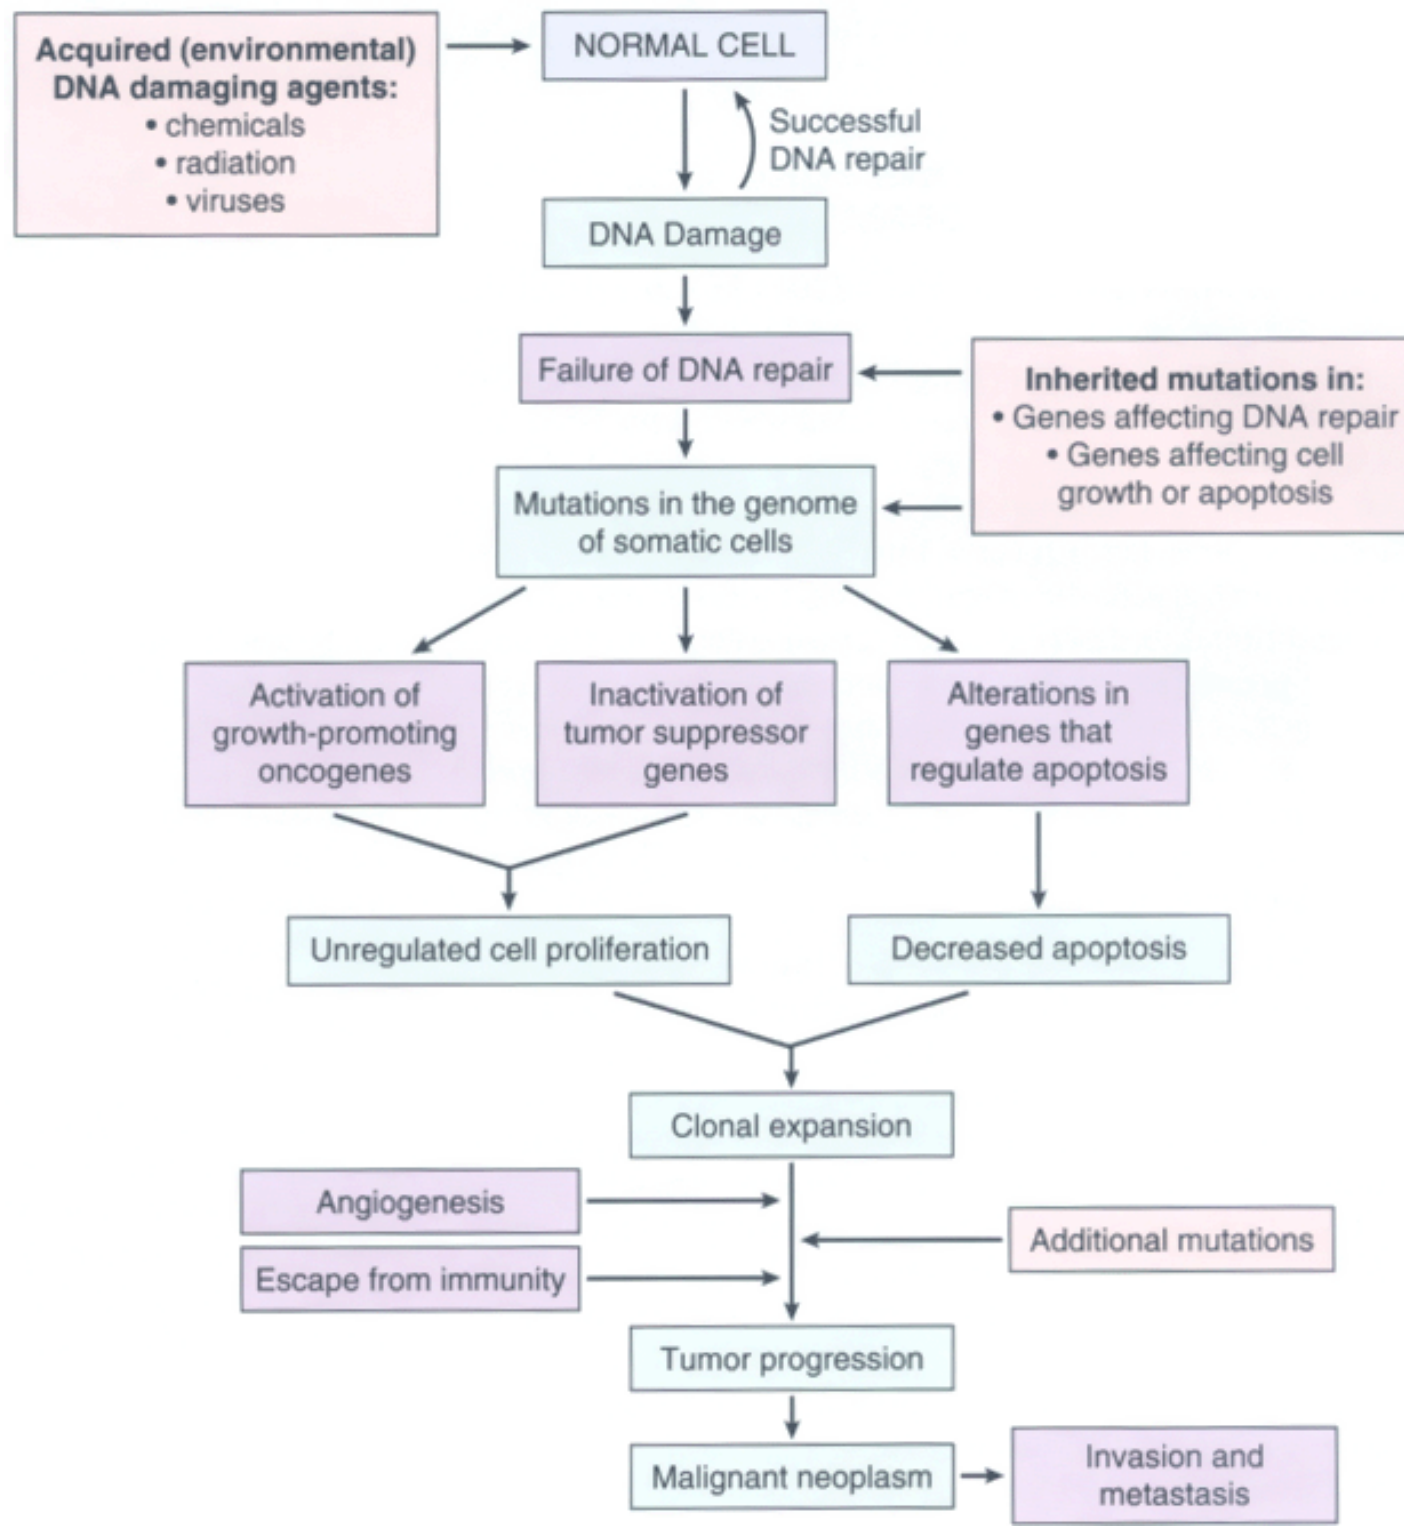 Acquired (environmental)
DNA damaging agents:
• chemicals
• radiation
• viruses
NORMAL CELL
Successful
DNA repair
DNA Damage
Failure of DNA repair
Inherited mutations in:
• Genes affecting DNA repair
• Genes affecting cell
growth or apoptosis
Mutations in the genome
of somatic cells
Activation of
growth-promoting
oncogenes
Inactivation of
tumor suppressor
genes
Alterations in
genes that
regulate apoptosis
Unregulated cell proliferation
Decreased apoptosis
Clonal expansion
Angiogenesis
Escape from immunity
Additional mutations
Tumor progression
Malignant neoplasm
Invasion and
metastasis